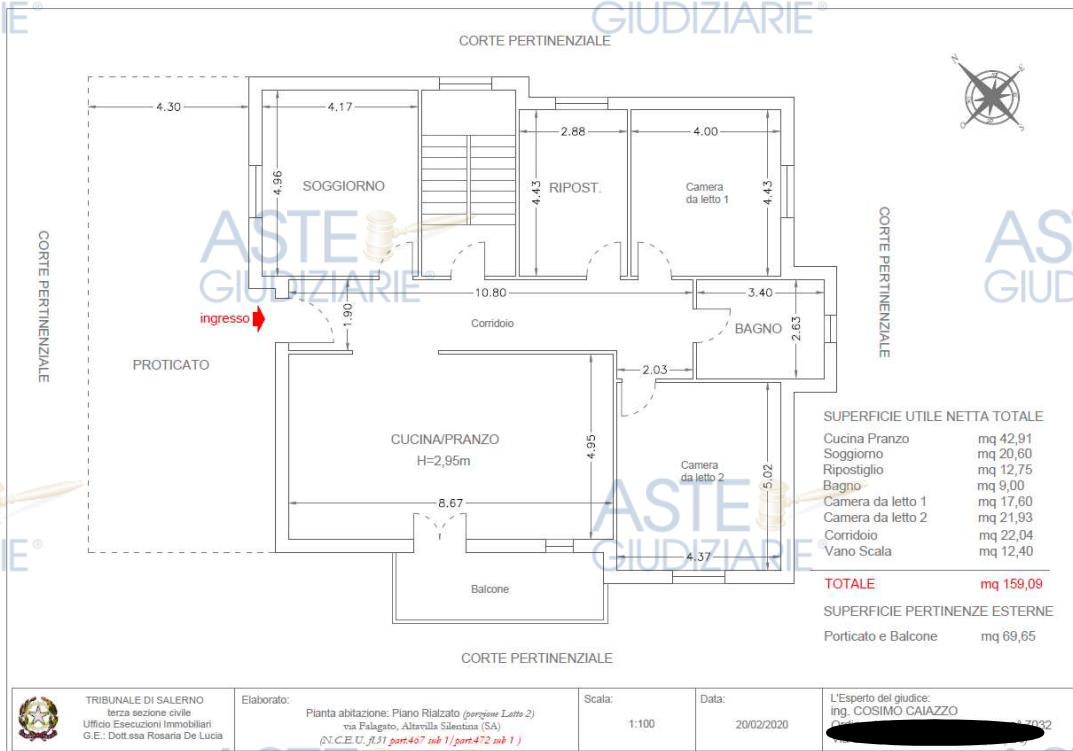 ASTE
GIUDIZIARIE®
CORTE PERTINENZIALE
N
E
O
S
4.30
4.17
2.88
4.00
4.96
SOGGIORNO
4.43
RIPOST.
Camera
da letto 1
4.43
ASTE
GIUDIZIARIE®
CORTE PERTINENZIALE
CORTE PERTINENZIALE
10.80
3.40
ingresso
1.90
Corridoio
BAGNO
2.63
PROTICATO
2.03
CUCINA/PRANZO
H=2,95m
4.95
Camera
da letto 2
5.02
8.67
ASTE
GIUDIZIARIE®
4.37
Balcone
CORTE PERTINENZIALE
SUPERFICIE UTILE NETTA TOTALE
Cucina Pranzo mq 42,91
Soggiorno mq 20,60
Ripostiglio mq 12,75
Bagno mq 9,00
Camera da letto 1 mq 17,60
Camera da letto 2 mq 21,93
Corridoio mq 22,04
Vano Scala mq 12,40
TOTALE mq 159,09
SUPERFICIE PERTINENZE ESTERNE
Porticato e Balcone mq 69,65
TRIBUNALE DI SALERNO
terza sezione civile
Ufficio Esecuzioni Immobiliari
G.E.: Dott.ssa Rosaria De Lucia
Elaborato:
Pianta abitazione: Piano Rialzato (porzione Lotto 2)
via Falagato, Altavilla Silentina (SA)
(N.C.E.U. fl.31 part.467 sub 1/part.472 sub 1 )
Scala:
1:100
Data:
20/02/2020
L'Esperto del giudice:
ing. COSIMO CAIAZZO